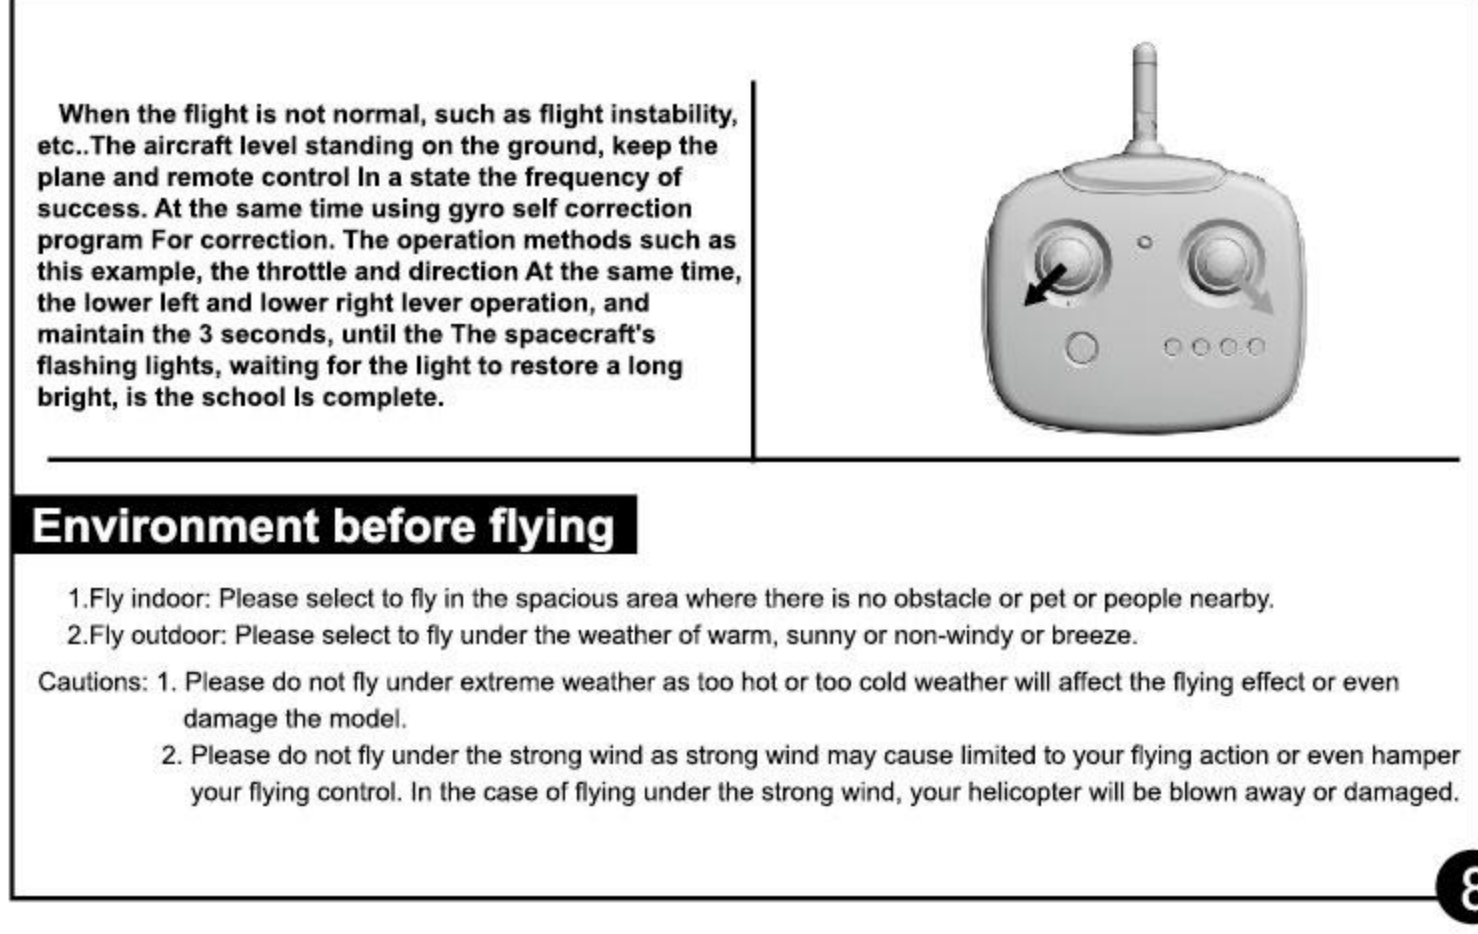 When the flight is not normal, such as flight instability,
etc..The aircraft level standing on the ground, keep the
plane and remote control In a state the frequency of
success. At the same time using gyro self correction
program For correction. The operation methods such as
this example, the throttle and direction At the same time,
the lower left and lower right lever operation, and
maintain the 3 seconds, until the The spacecraft's
flashing lights, waiting for the light to restore a long
bright, is the school Is complete.
Environment before flying
1.Fly indoor: Please select to fly in the spacious area where there is no obstacle or pet or people nearby.
2.Fly outdoor: Please select to fly under the weather of warm, sunny or non-windy or breeze.
Cautions: 1. Please do not fly under extreme weather as too hot or too cold weather will affect the flying effect or even
damage the model.
2. Please do not fly under the strong wind as strong wind may cause limited to your flying action or even hamper
your flying control. In the case of flying under the strong wind, your helicopter will be blown away or damaged.
8